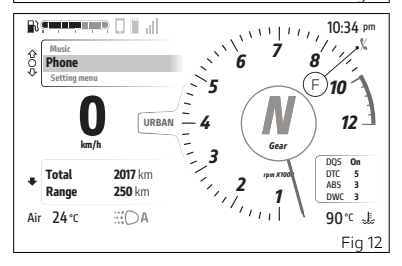 10:34 pm
Music
Phone
Setting menu
0
km/h
URBAN
1
2
3
4
5
6
7
8
10
12
F
N
Gear
rpm X1000
Total 2017 km
Range 250 km
DQS On
DTC 5
ABS 3
DWC 3
Air 24 °C
A
90 °C
Fig 12